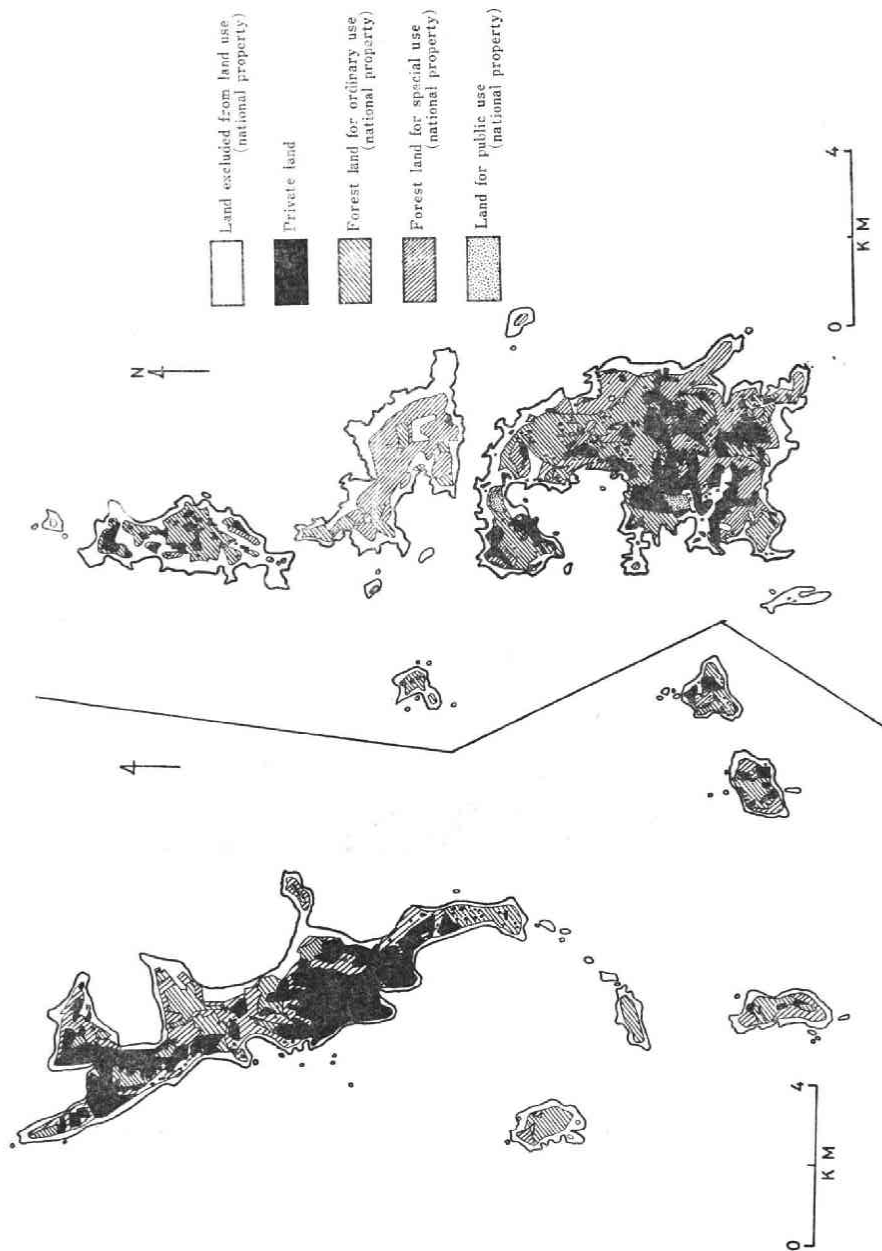 Land excluded from land use
(national property)
Private land
Forest land for ordinary use
(national property)
Forest land for special use
(national property)
Land for public use
(national property)
N
0
4
KM
0
4
KM